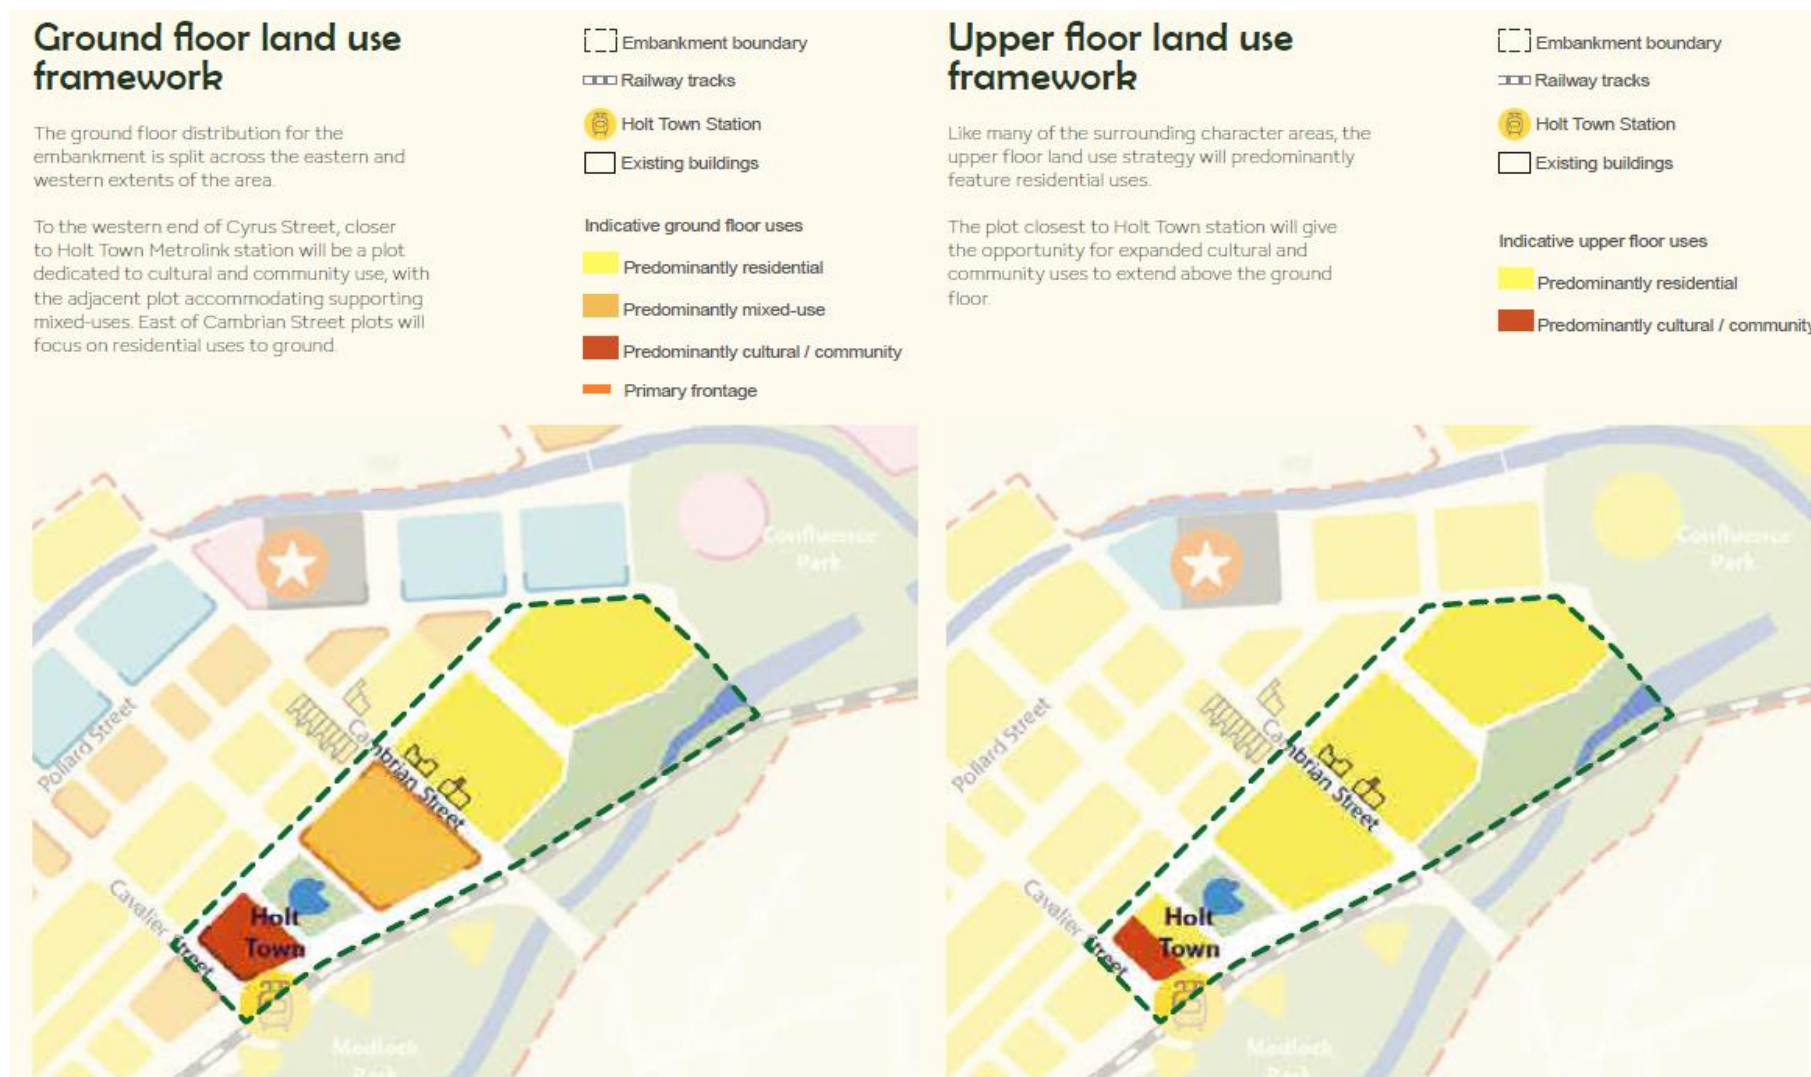 Ground floor land use
framework
The ground floor distribution for the
embankment is split across the eastern and
western extents of the area.
To the western end of Cyrus Street, closer
to Holt Town Metrolink station will be a plot
dedicated to cultural and community use, with
the adjacent plot accommodating supporting
mixed-uses. East of Cambrian Street plots will
focus on residential uses to ground.
Embankment boundary
Railway tracks
Holt Town Station
Existing buildings
Indicative ground floor uses
Predominantly residential
Predominantly mixed-use
Predominantly cultural / community
Primary frontage
Confluence
Park
Pollard Street
Cambrian Street
Cavalier Street
Holt
Town
Medlock
Park
Upper floor land use
framework
Like many of the surrounding character areas, the
upper floor land use strategy will predominantly
feature residential uses.
The plot closest to Holt Town station will give
the opportunity for expanded cultural and
community uses to extend above the ground
floor.
Embankment boundary
Railway tracks
Holt Town Station
Existing buildings
Indicative upper floor uses
Predominantly residential
Predominantly cultural / community
Confluence
Park
Pollard Street
Cambrian Street
Cavalier Street
Holt
Town
Medlock
Park